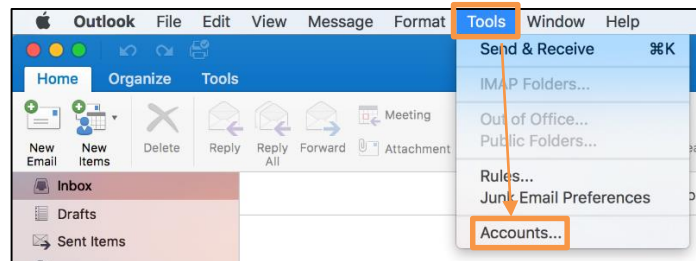 Outlook File Edit View Message Format Tools Window Help
Send & Receive ⌘K
Home Organize Tools
IMAP Folders...
Out of Office...
Public Folders...
New Email
New Items
Delete
Reply
Reply All
Forward
Meeting
Attachment
Rules...
Junk Email Preferences
Accounts...
Inbox
Drafts
Sent Items